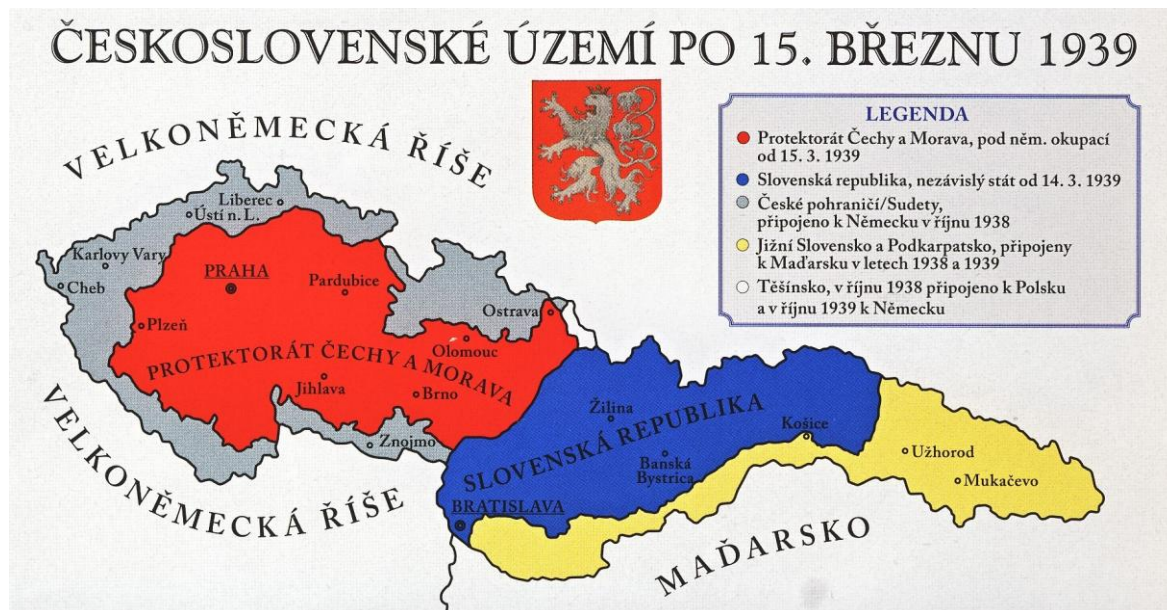 ČESKOSLOVENSKÉ ÚZEMÍ PO 15. BŘEZNU 1939
LEGENDA
Protektorát Čechy a Morava, pod něm. okupací
od 15. 3. 1939
Slovenská republika, nezávislý stát od 14. 3. 1939
České pohraničí/Sudety,
připojeno k Německu v říjnu 1938
Jižní Slovensko a Podkarpatsko, připojeny
k Maďarsku v letech 1938 a 1939
Těšínsko, v říjnu 1938 připojeno k Polsku
a v říjnu 1939 k Německu
VELKONĚMECKÁ ŘÍŠE
Liberec
Ústí n. L.
Karlovy Vary
Cheb
PRAHA
Pardubice
Plzeň
Ostrava
Olomouc
PROTEKTORÁT ČECHY A MORAVA
Jihlava
Brno
Znojmo
VELKONĚMECKÁ ŘÍŠE
Žilina
SLOVENSKÁ REPUBLIKA
Košice
Banská
Bystrica
BRATISLAVA
Užhorod
Mukačevo
MAĎARSKO